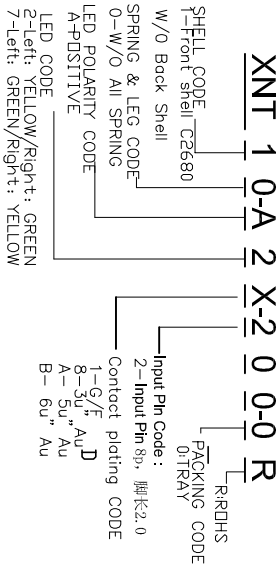 XNT 1 0-A 2 X-2 0 0-0 R
SHELL CODE
1-Front shell C2680
W/O Back Shell
SPRING & LEG CODE
0-W/O All SPRING
LED POLARITY CODE
A-POSITIVE
LED CODE
2-Left: YELLOW/Right: GREEN
7-Left: GREEN/Right: YELLOW
R:ROHS
PACKING CODE
0:TRAY
Input Pin Code:
2-Input Pin 8p, 脚长2.0
Contact plating CODE
1-G/F D
8-3u" Au
A- 5u" Au
B- 6u" Au